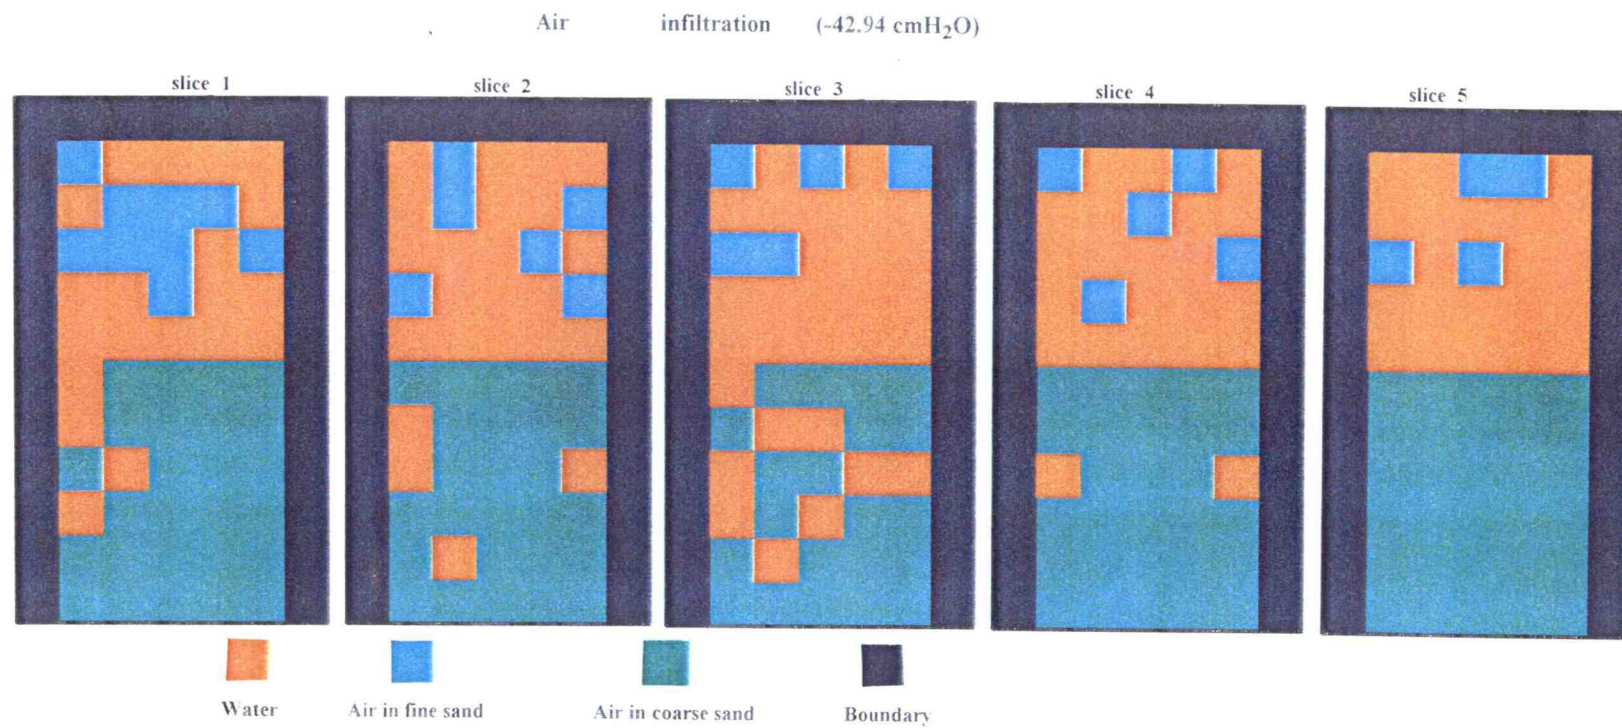 Air infiltration (-42.94 cmH₂O)
slice 1 slice 2 slice 3 slice 4 slice 5
Water Air in fine sand Air in coarse sand Boundary